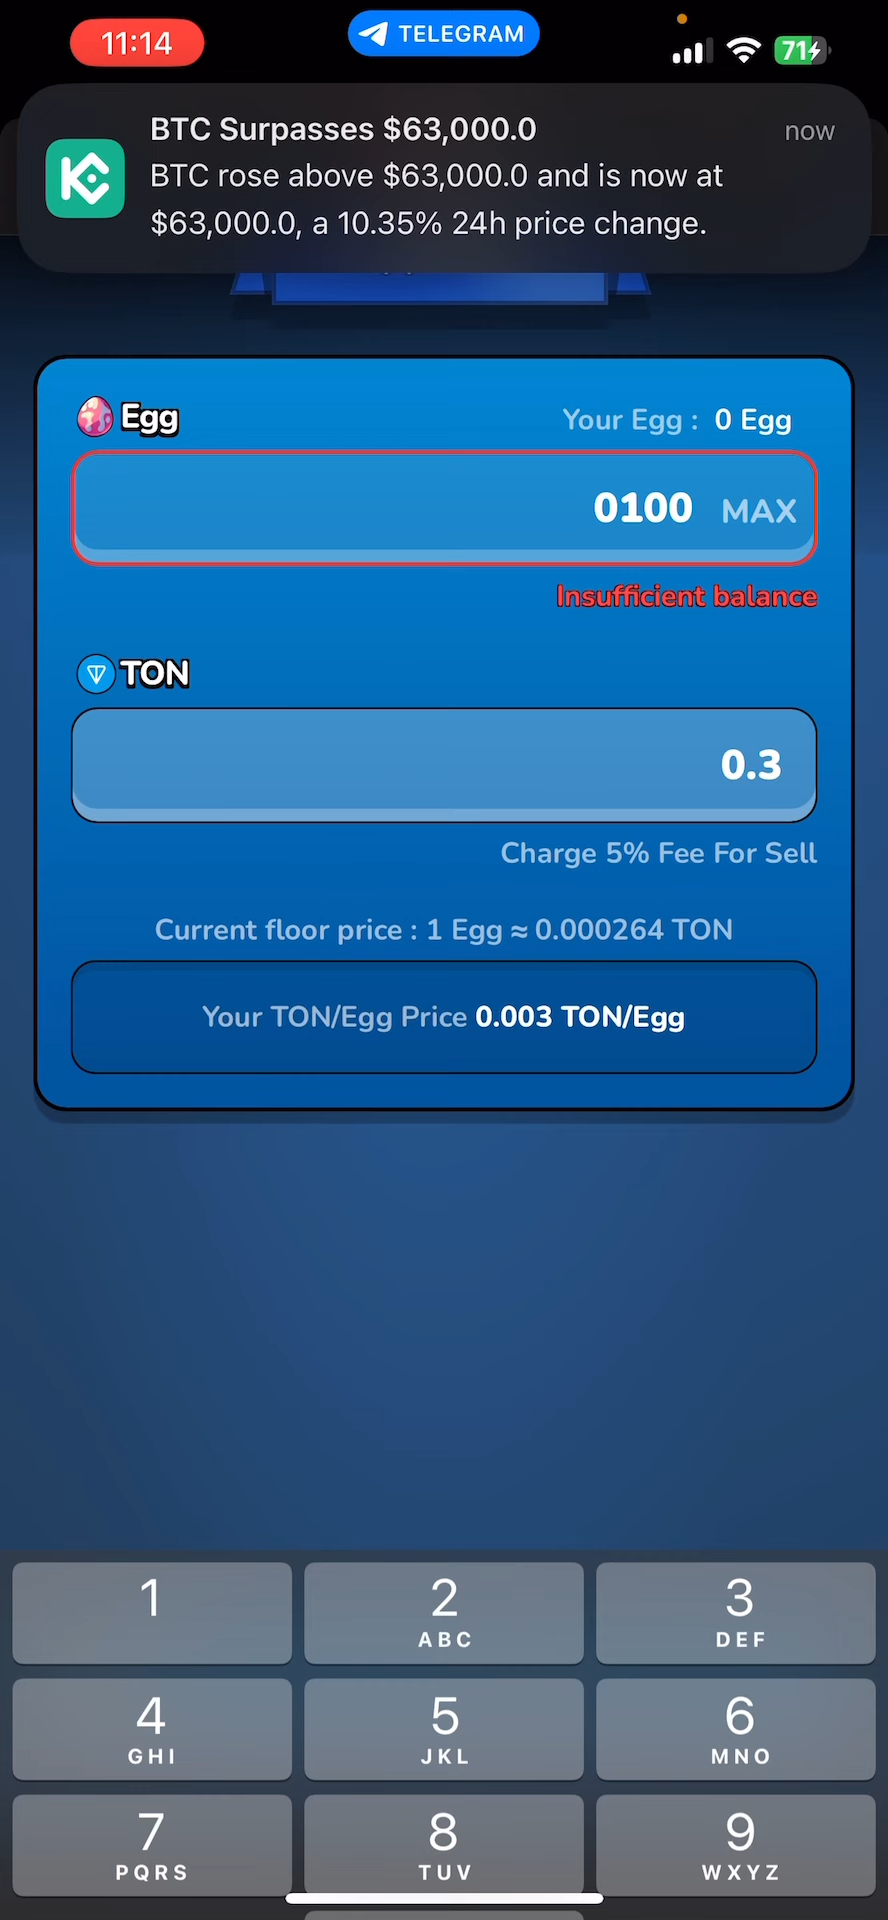 11:14
TELEGRAM
71
BTC Surpasses $63,000.0
now
BTC rose above $63,000.0 and is now at
$63,000.0, a 10.35% 24h price change.
Egg
Your Egg : 0 Egg
0100 MAX
Insufficient balance
TON
0.3
Charge 5% Fee For Sell
Current floor price : 1 Egg ≈ 0.000264 TON
Your TON/Egg Price 0.003 TON/Egg
1
2
ABC
3
DEF
4
GHI
5
JKL
6
MNO
7
PQRS
8
TUV
9
WXYZ